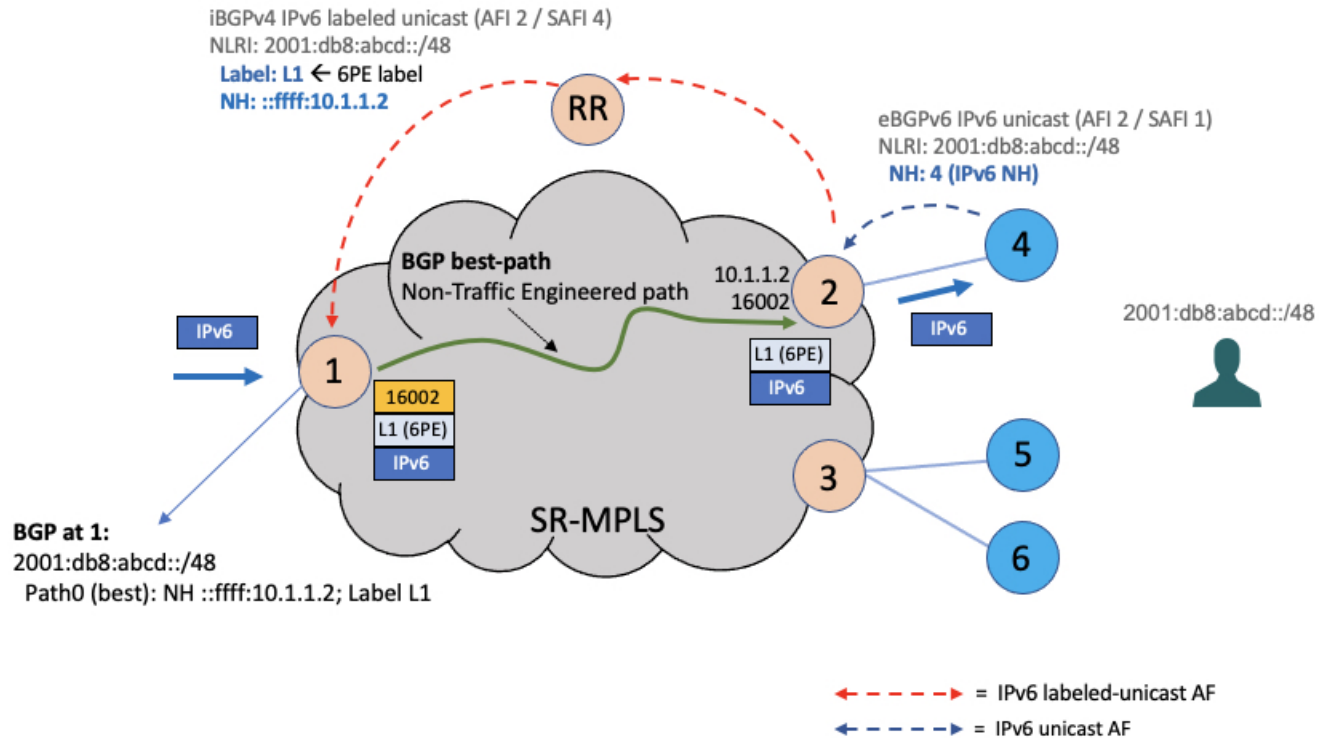 iBGPv4 IPv6 labeled unicast (AFI 2 / SAFI 4)
NLRI: 2001:db8:abcd::/48
Label: L1 ← 6PE label
NH: ::ffff:10.1.1.2
RR
eBGPv6 IPv6 unicast (AFI 2 / SAFI 1)
NLRI: 2001:db8:abcd::/48
NH: 4 (IPv6 NH)
4
BGP best-path
Non-Traffic Engineered path
10.1.1.2
16002
2
IPv6
IPv6
2001:db8:abcd::/48
1
L1 (6PE)
IPv6
16002
L1 (6PE)
IPv6
3
5
6
SR-MPLS
BGP at 1:
2001:db8:abcd::/48
Path0 (best): NH ::ffff:10.1.1.2; Label L1
= IPv6 labeled-unicast AF
= IPv6 unicast AF